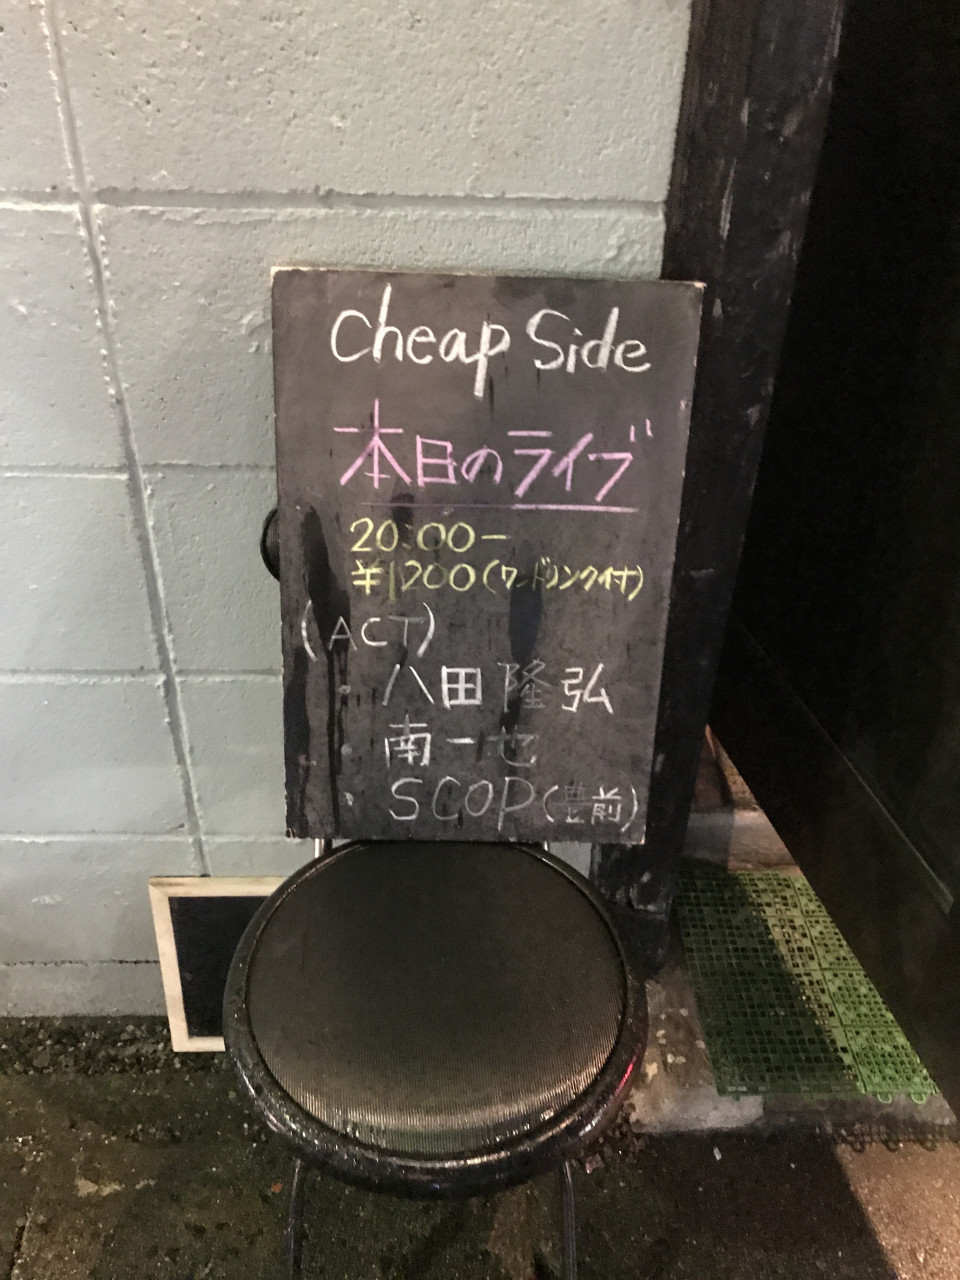 Cheap Side
本日のライブ
20:00-
¥1200(ワンドリンク付)
(ACT)
・八田隆弘
南一世
・SCOP(豊前)